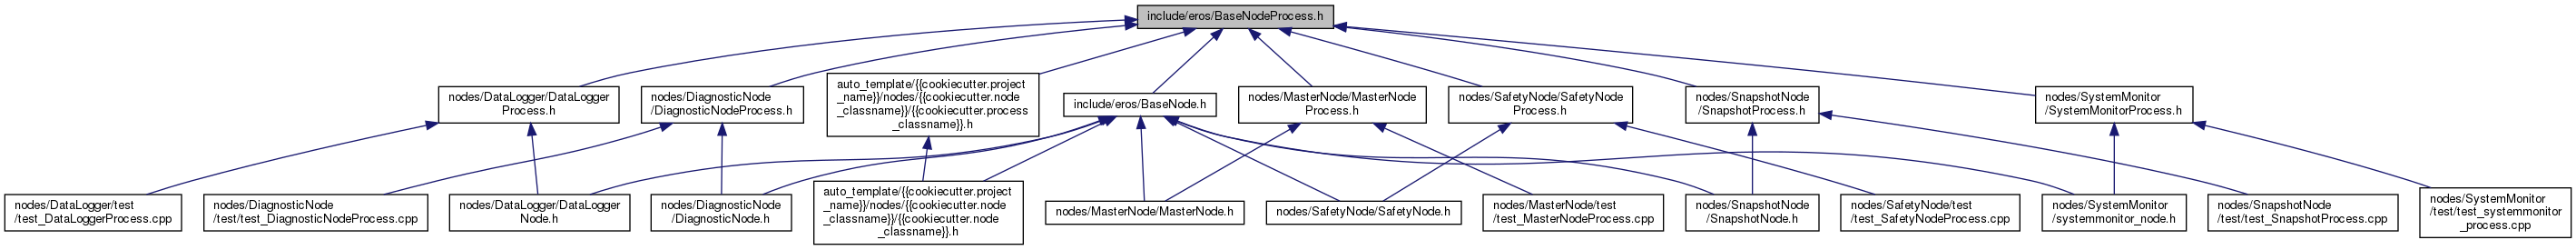 include/eros/BaseNodeProcess.h
nodes/DataLogger/DataLogger
Process.h
nodes/DiagnosticNode
/DiagnosticNodeProcess.h
auto_template/{{cookiecutter.project
_name}}/nodes/{{cookiecutter.node
_classname}}/{{cookiecutter.process
_classname}}.h
include/eros/BaseNode.h
nodes/MasterNode/MasterNode
Process.h
nodes/SafetyNode/SafetyNode
Process.h
nodes/SnapshotNode
/SnapshotProcess.h
nodes/SystemMonitor
/SystemMonitorProcess.h
nodes/DataLogger/test
/test_DataLoggerProcess.cpp
nodes/DiagnosticNode
/test/test_DiagnosticNodeProcess.cpp
nodes/DataLogger/DataLogger
Node.h
nodes/DiagnosticNode
/DiagnosticNode.h
auto_template/{{cookiecutter.project
_name}}/nodes/{{cookiecutter.node
_classname}}/{{cookiecutter.node
_classname}}.h
nodes/MasterNode/MasterNode.h
nodes/SafetyNode/SafetyNode.h
nodes/MasterNode/test
/test_MasterNodeProcess.cpp
nodes/SnapshotNode
/SnapshotNode.h
nodes/SafetyNode/test
/test_SafetyNodeProcess.cpp
nodes/SystemMonitor
/systemmonitor_node.h
nodes/SnapshotNode
/test/test_SnapshotProcess.cpp
nodes/SystemMonitor
/test/test_systemmonitor
_process.cpp